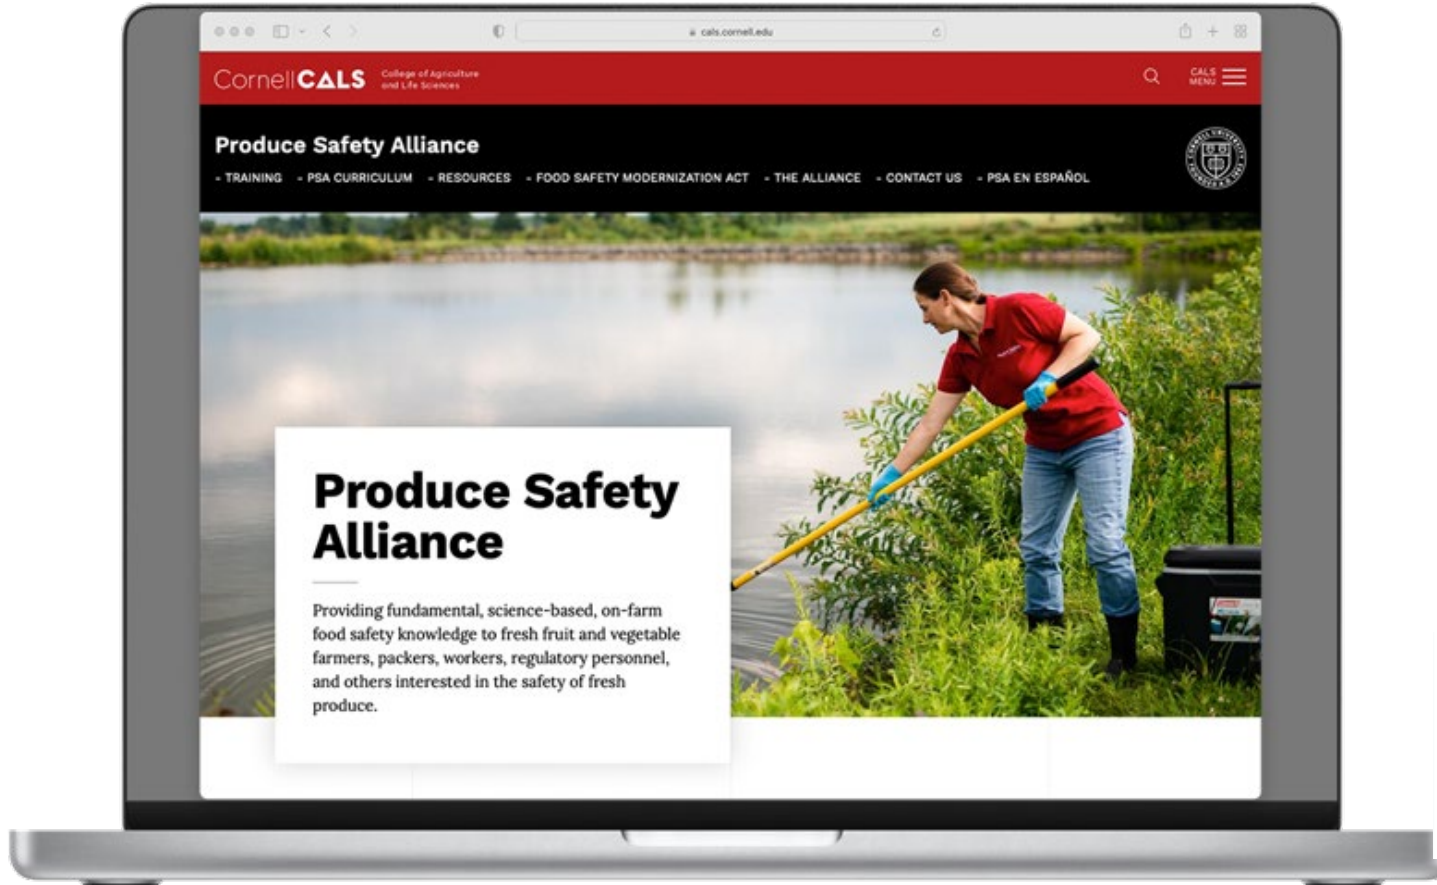 cals.cornell.edu
CornellCALS
College of Agriculture
and Life Sciences
CALS
MENU
Produce Safety Alliance
- TRAINING - PSA CURRICULUM - RESOURCES - FOOD SAFETY MODERNIZATION ACT - THE ALLIANCE - CONTACT US - PSA EN ESPAÑOL
Produce Safety
Alliance
Providing fundamental, science-based, on-farm
food safety knowledge to fresh fruit and vegetable
farmers, packers, workers, regulatory personnel,
and others interested in the safety of fresh
produce.